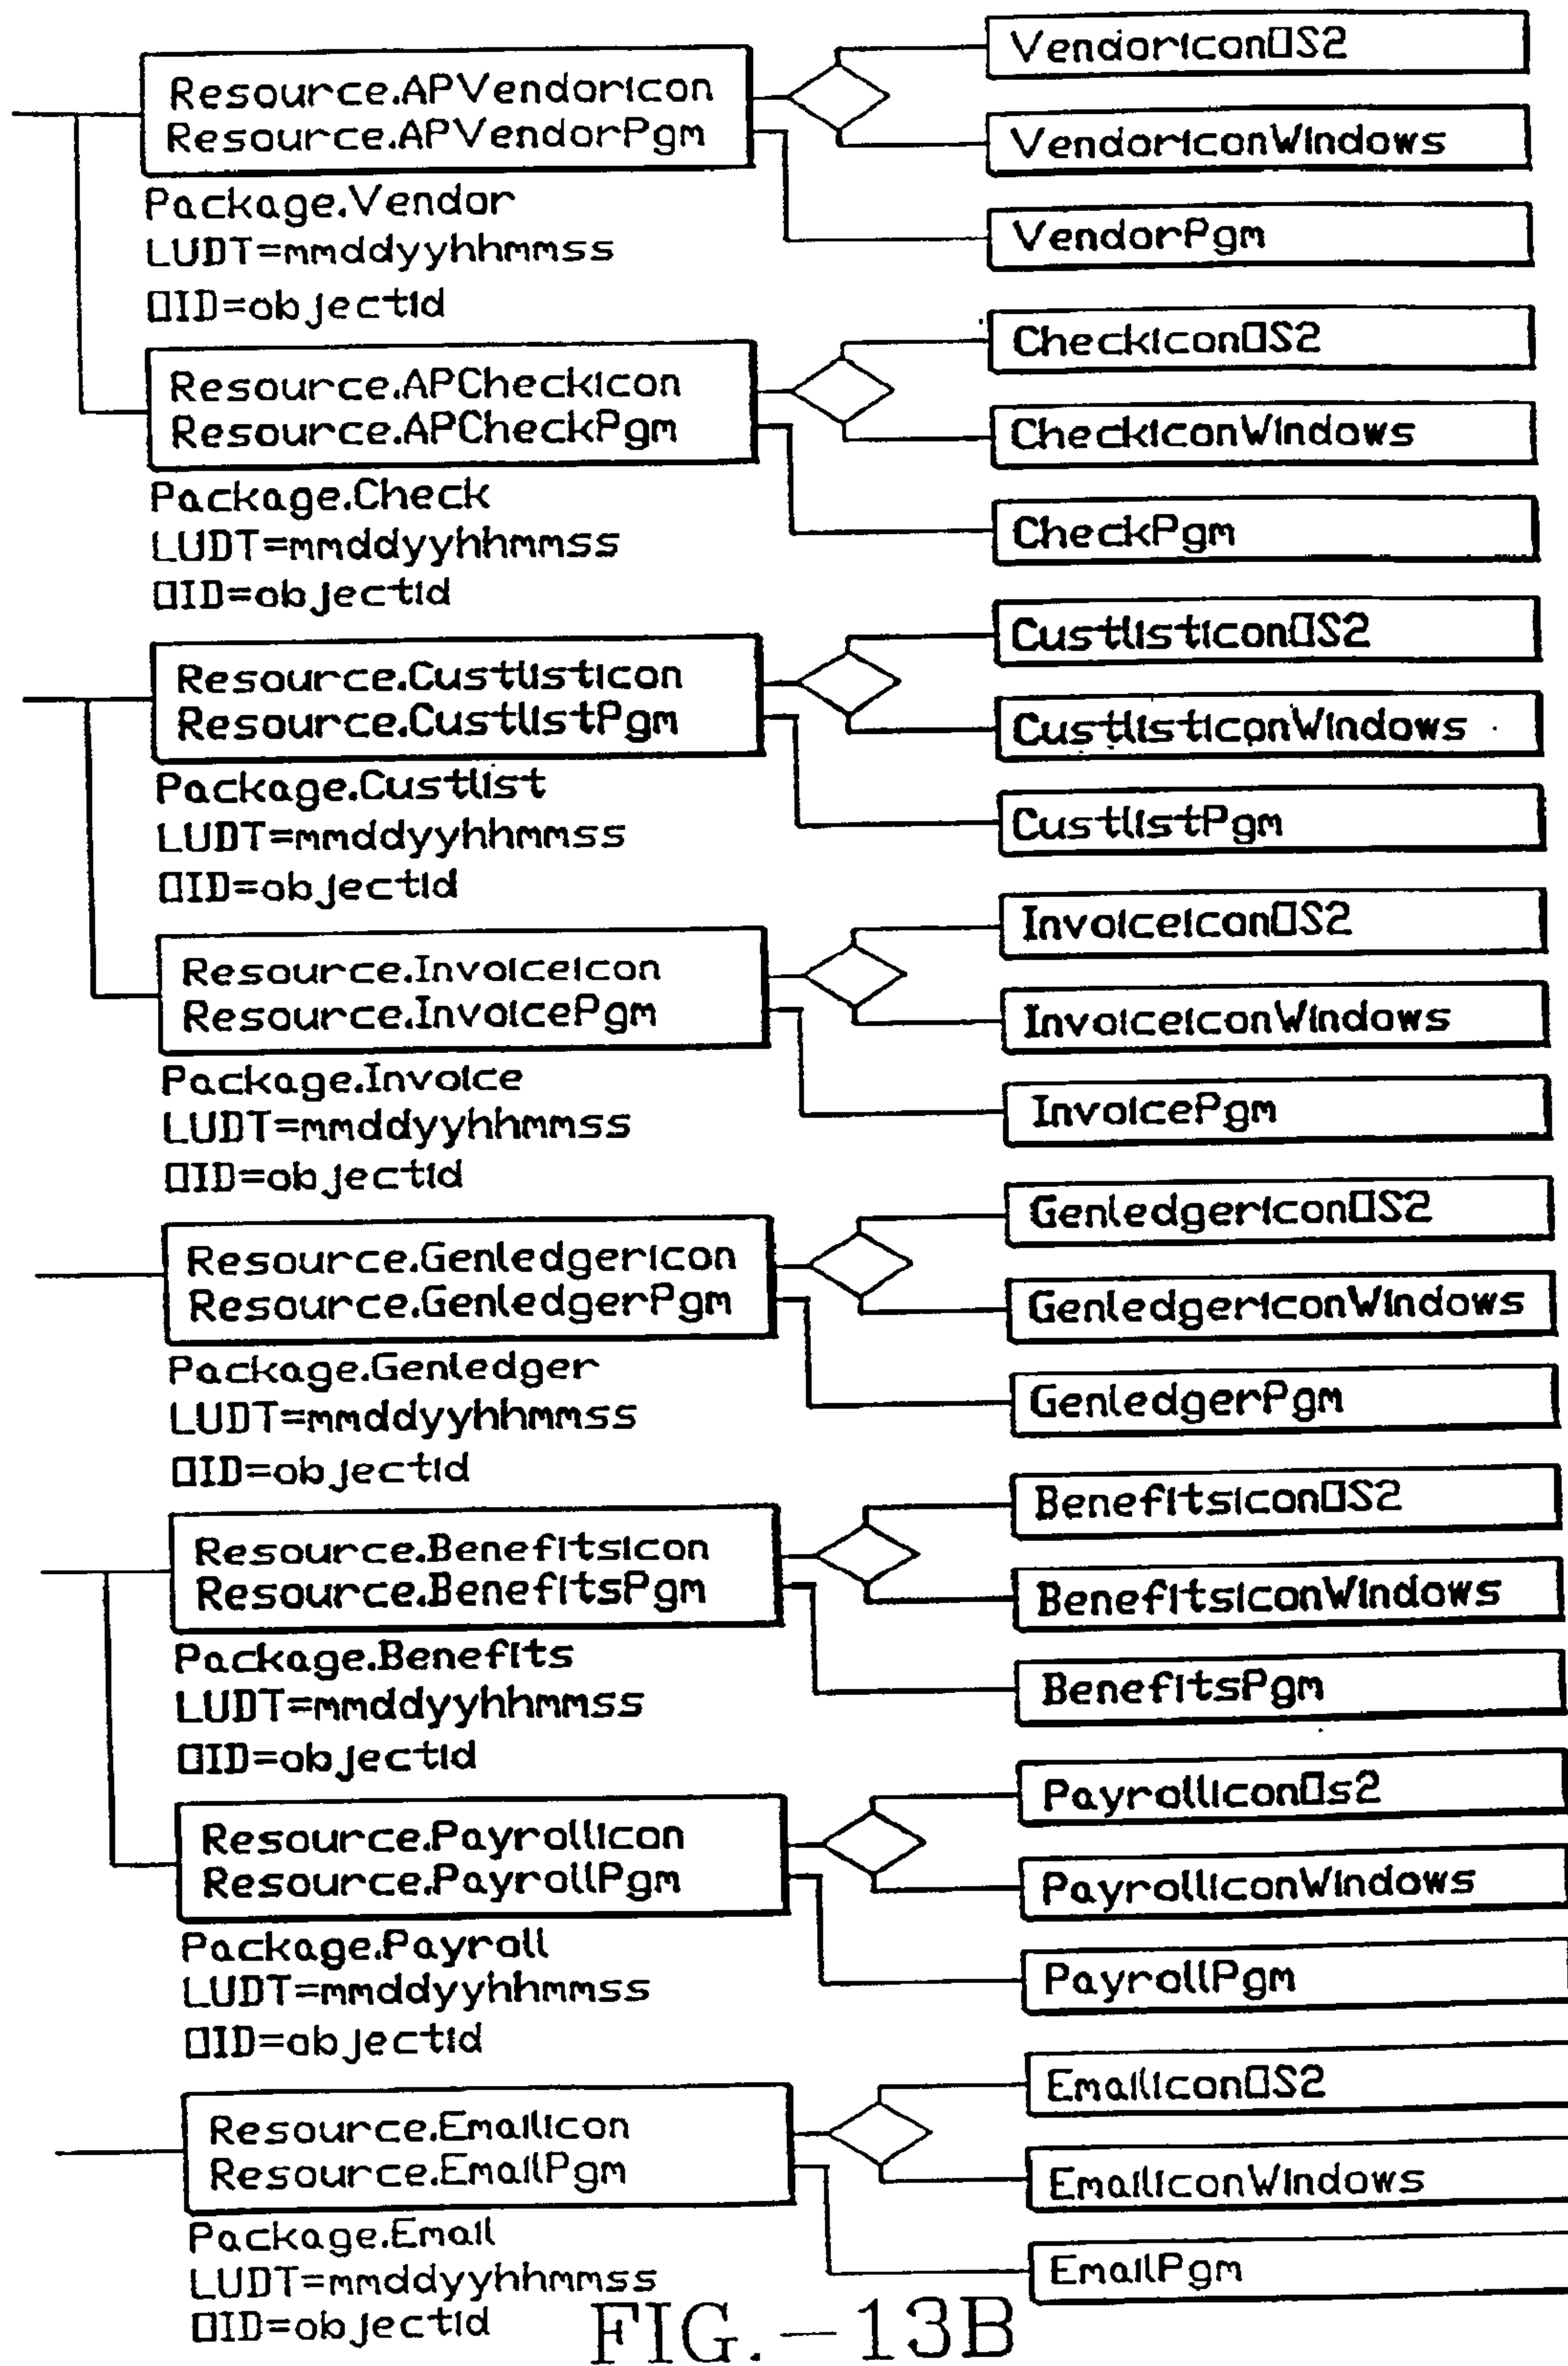 Resource.APVendorIcon
Resource.APVendorPgm
Package.Vendor
LUDT=mmddyyhhmmss
OID=objectid
VendorIconOS2
VendorIconWindows
VendorPgm
Resource.APCheckIcon
Resource.APCheckPgm
Package.Check
LUDT=mmddyyhhmmss
OID=objectid
CheckIconOS2
CheckIconWindows
CheckPgm
Resource.CustlistIcon
Resource.CustlistPgm
Package.Custlist
LUDT=mmddyyhhmmss
OID=objectid
CustlistIconOS2
CustlistIconWindows
CustlistPgm
Resource.InvoiceIcon
Resource.InvoicePgm
Package.Invoice
LUDT=mmddyyhhmmss
OID=objectid
InvoiceIconOS2
InvoiceIconWindows
InvoicePgm
Resource.GenledgerIcon
Resource.GenledgerPgm
Package.Genledger
LUDT=mmddyyhhmmss
OID=objectid
GenledgerIconOS2
GenledgerIconWindows
GenledgerPgm
Resource.BenefitsIcon
Resource.BenefitsPgm
Package.Benefits
LUDT=mmddyyhhmmss
OID=objectid
BenefitsIconOS2
BenefitsIconWindows
BenefitsPgm
Resource.PayrollIcon
Resource.PayrollPgm
Package.Payroll
LUDT=mmddyyhhmmss
OID=objectid
PayrollIconOs2
PayrollIconWindows
PayrollPgm
Resource.EmailIcon
Resource.EmailPgm
Package.Email
LUDT=mmddyyhhmmss
OID=objectid
EmailIconOS2
EmailIconWindows
EmailPgm
FIG.-13B